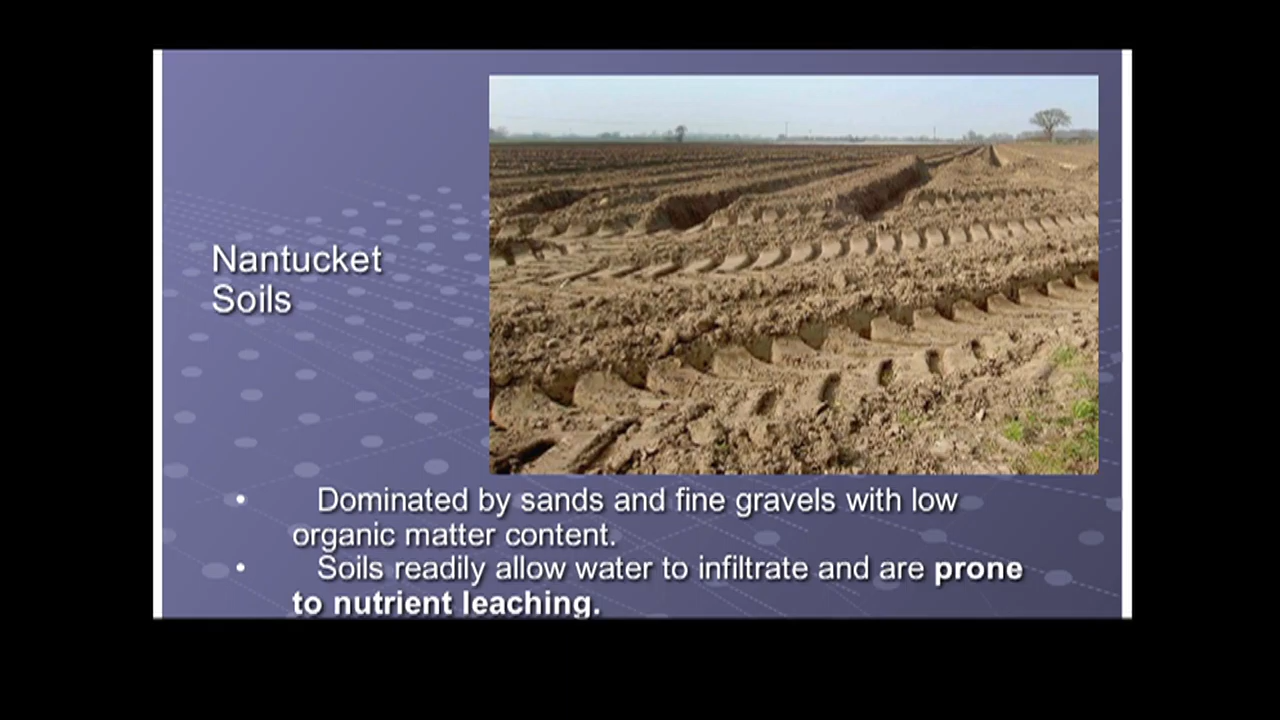 Nantucket
Soils
• Dominated by sands and fine gravels with low
organic matter content.
• Soils readily allow water to infiltrate and are prone
to nutrient leaching.